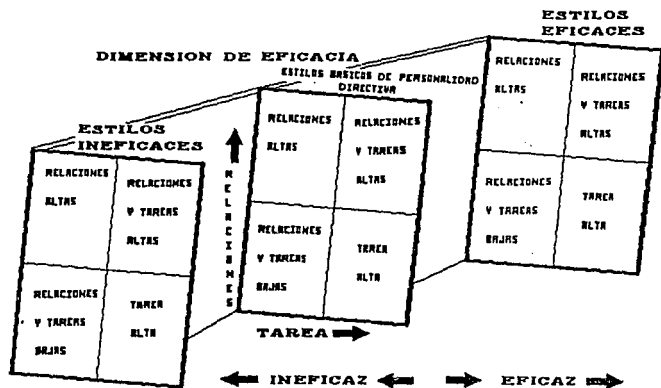 ESTILOS
EFICACES
DIMENSION DE EFICACIA
ESTILOS BASICOS DE PERSONALIDAD
DIRECTIVA
ESTILOS
INEFICACES
RELACIONES
ALTAS
RELACIONES
Y TAREAS
ALTAS
RELACIONES
Y TAREAS
BAJAS
TAREA
ALTA
RELACIONES
RELACIONES
ALTAS
RELACIONES
Y TAREAS
ALTAS
RELACIONES
Y TAREAS
BAJAS
TAREA
ALTA
TAREA
RELACIONES
ALTAS
RELACIONES
Y TAREAS
ALTAS
RELACIONES
Y TAREAS
BAJAS
TAREA
ALTA
INEFICAZ
EFICAZ